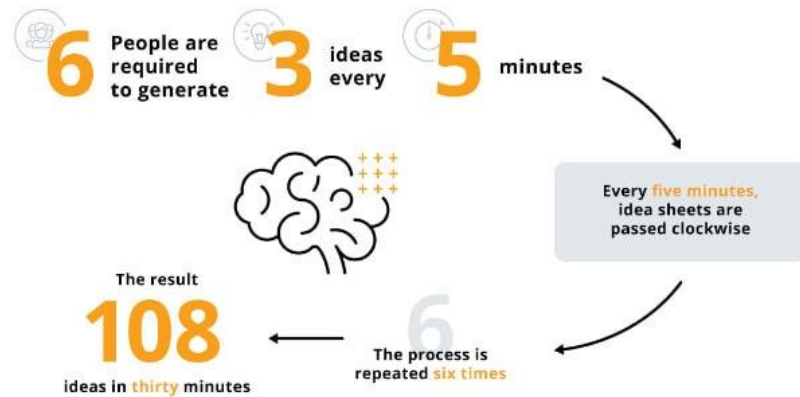 6 People are
required
to generate
3 ideas
every
5 minutes
Every five minutes,
idea sheets are
passed clockwise
6
The process is
repeated six times
The result
108
ideas in thirty minutes